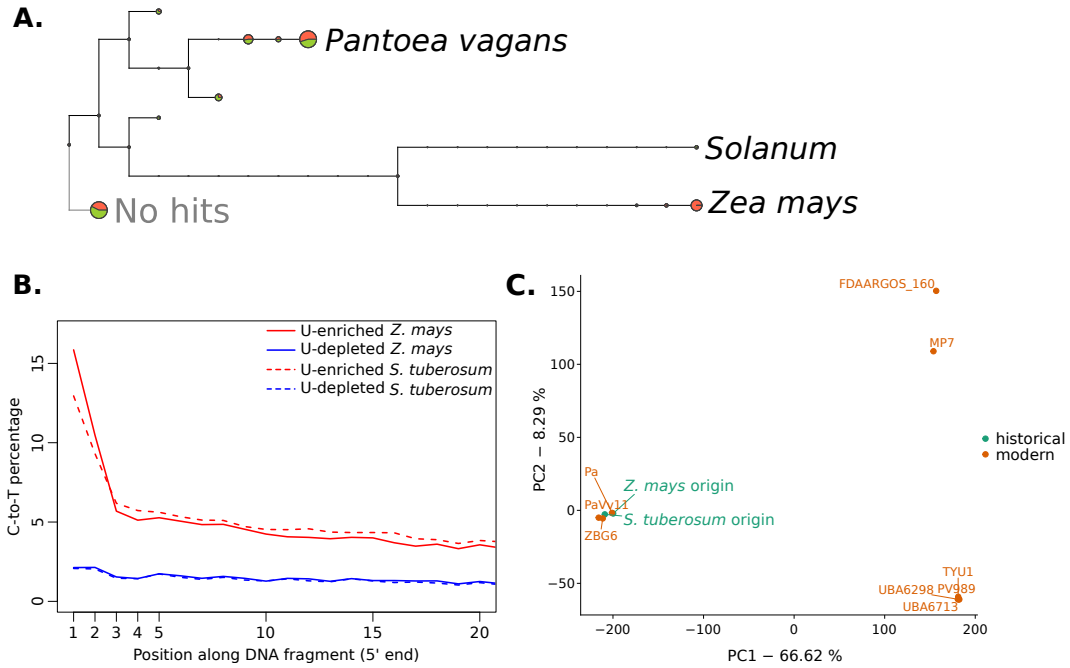 A.
Pantoea vagans
Solanum
Zea mays
No hits
B.
U-enriched Z. mays
U-depleted Z. mays
U-enriched S. tuberosum
U-depleted S. tuberosum
C-to-T percentage
15
10
5
0
1 2 3 4 5 10 15 20
Position along DNA fragment (5' end)
C.
FDAARGOS_160
MP7
historical
modern
Pa
Z. mays origin
PaVv11
S. tuberosum origin
ZBG6
TYU1
UBA6298 PV989
UBA6713
PC2 − 8.29 %
150
100
50
0
−50
−200 −100 0 100 200
PC1 − 66.62 %